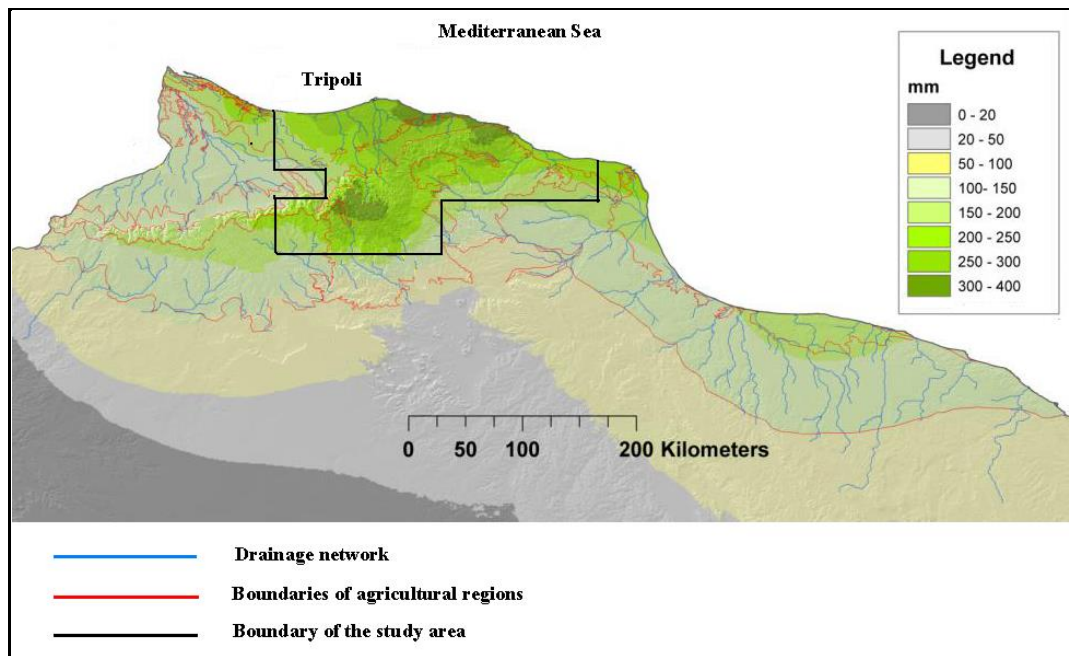 Mediterranean Sea
Tripoli
Legend
mm
0 - 20
20 - 50
50 - 100
100- 150
150 - 200
200 - 250
250 - 300
300 - 400
0 50 100 200 Kilometers
Drainage network
Boundaries of agricultural regions
Boundary of the study area